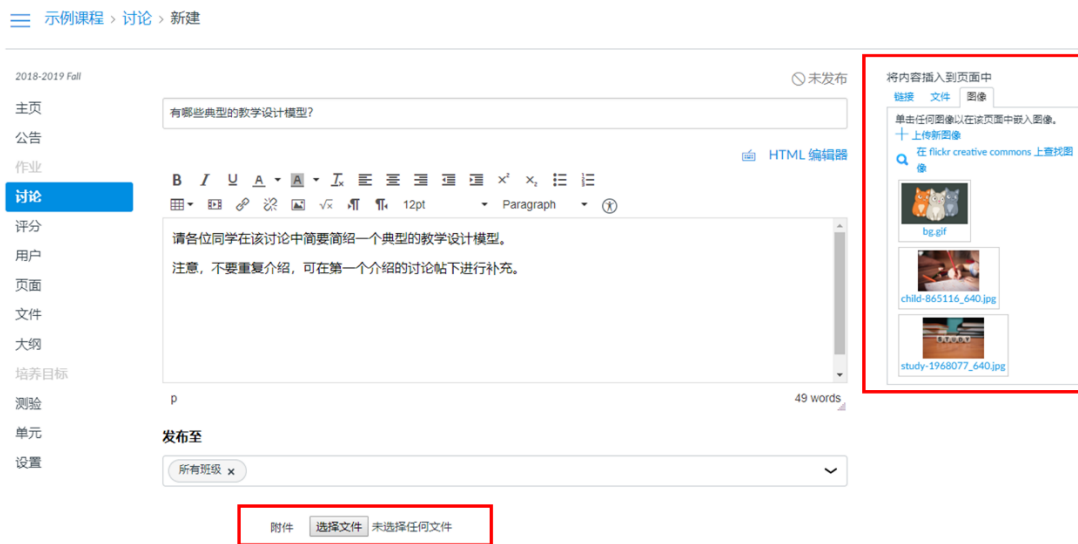 示例课程 > 讨论 > 新建
2018-2019 Fall
未发布
主页
公告
作业
讨论
评分
用户
页面
文件
大纲
培养目标
测验
单元
设置
有哪些典型的教学设计模型?
HTML 编辑器
12pt Paragraph
请各位同学在该讨论中简要简绍一个典型的教学设计模型。
注意，不要重复介绍，可在第一个介绍的讨论帖下进行补充。
p 49 words
发布至
所有班级 x
附件 选择文件 未选择任何文件
将内容插入到页面中
链接 文件 图像
单击任何图像以在该页面中嵌入图像。
上传新图像
在 flickr creative commons 上查找图
像
bg.gif
child-865116_640.jpg
study-1968077_640.jpg